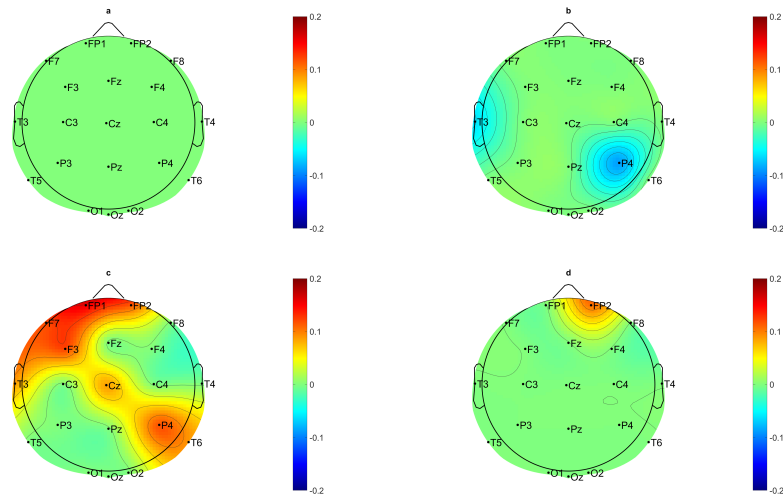 a
b
FP1 FP2 0.2
FP1 FP2 0.2
F7 F8
F7 F8
Fz 0.1
Fz 0.1
F3 F4
F3 F4
T3 C3 Cz C4 T4 0
T3 C3 Cz C4 T4 0
P3 Pz P4
P3 Pz P4
T5 T6 -0.1
T5 T6 -0.1
O1 Oz O2 -0.2
O1 Oz O2 -0.2
c
d
FP1 FP2 0.2
FP1 FP2 0.2
F7 F8
F7 F8
Fz 0.1
Fz 0.1
F3 F4
F3 F4
T3 C3 Cz C4 T4 0
T3 C3 Cz C4 T4 0
P3 Pz P4
P3 Pz P4
T5 T6 -0.1
T5 T6 -0.1
O1 Oz O2 -0.2
O1 Oz O2 -0.2